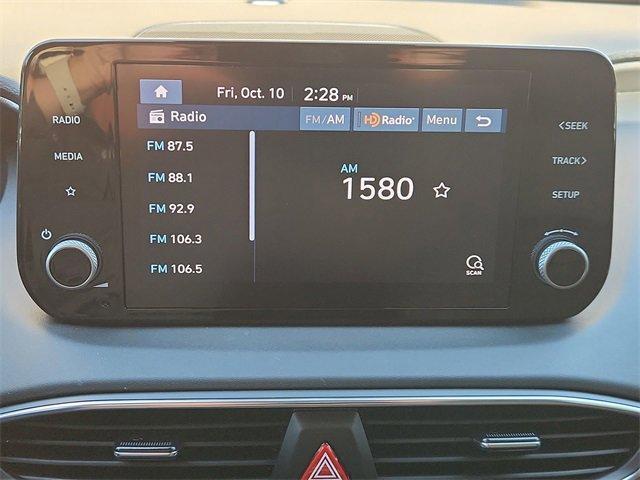 Fri, Oct. 10 2:28 PM
Radio FM/AM HD Radio Menu
RADIO
MEDIA
FM 87.5
FM 88.1
FM 92.9
FM 106.3
FM 106.5
AM
1580
SCAN
< SEEK
TRACK >
SETUP